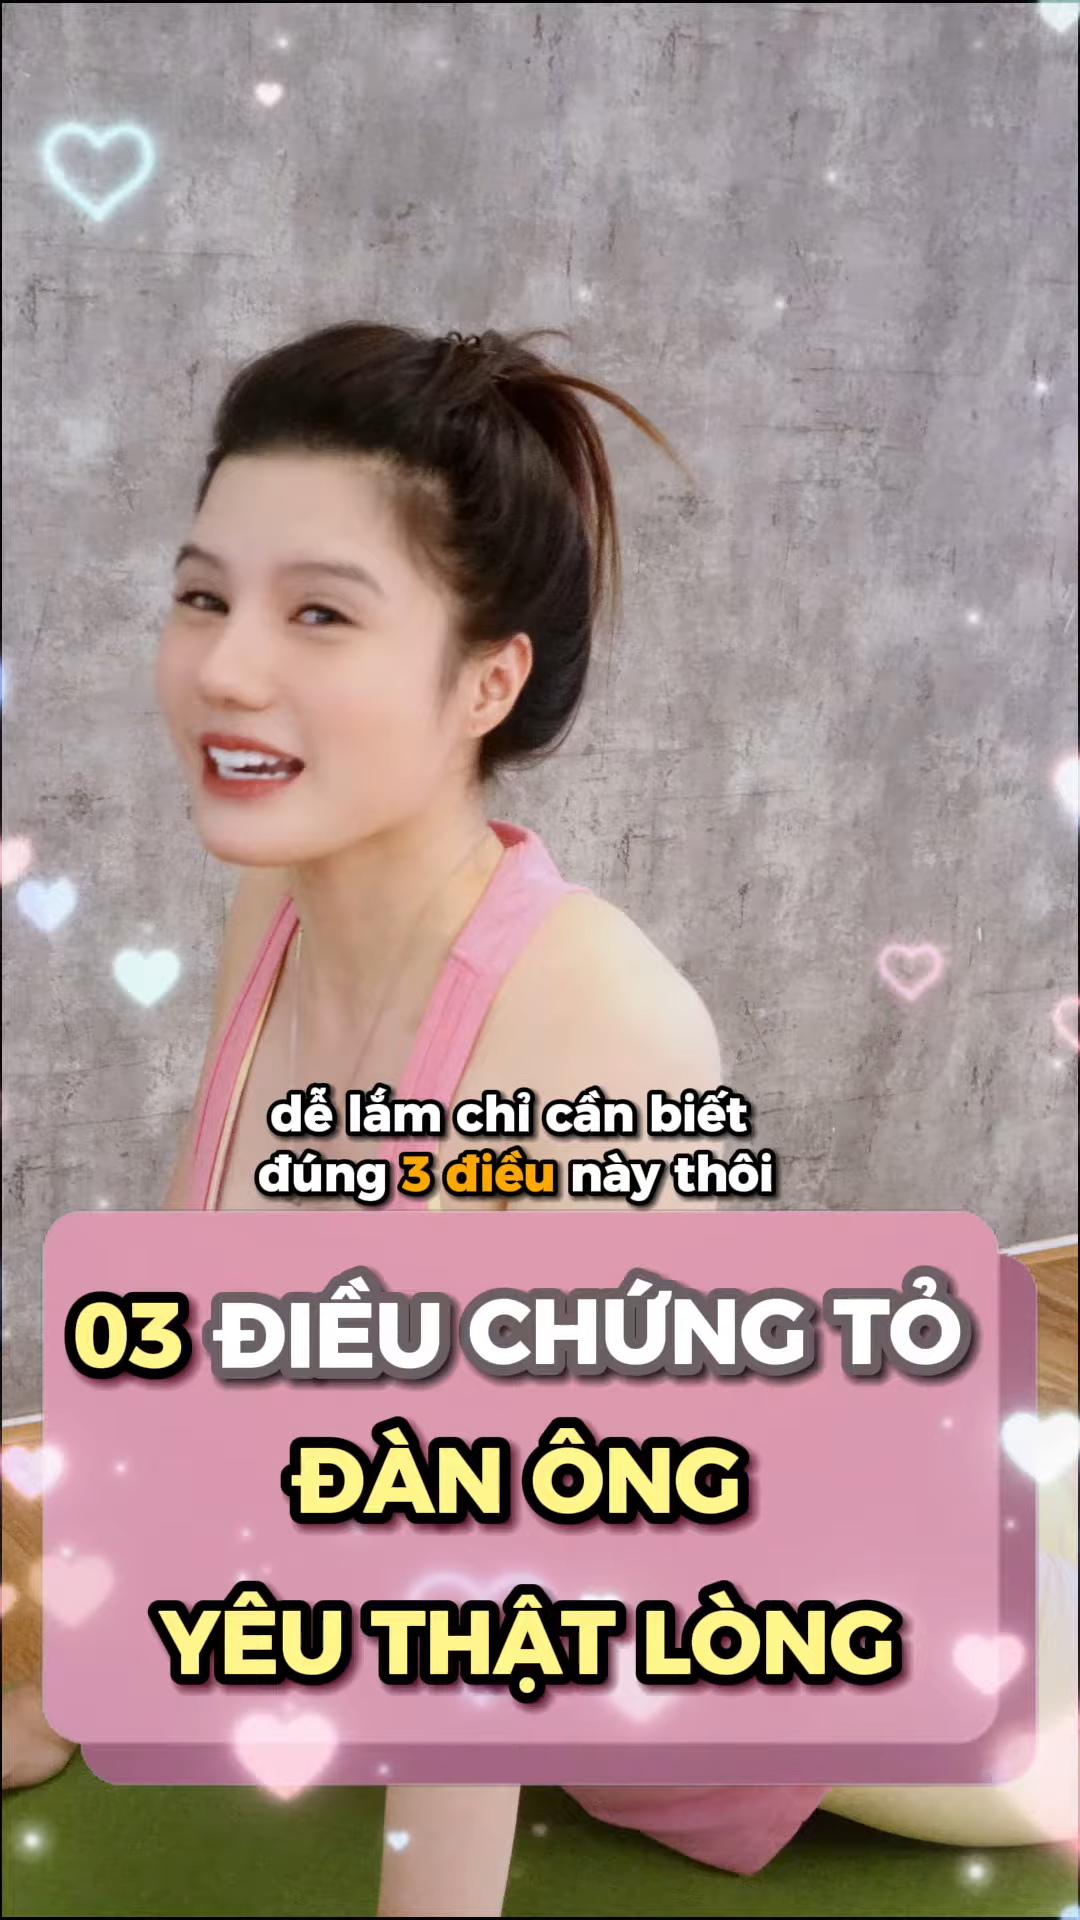 dễ lắm chỉ cần biết
đúng 3 điều này thôi
03 ĐIỀU CHỨNG TỎ
ĐÀN ÔNG
YÊU THẬT LÒNG